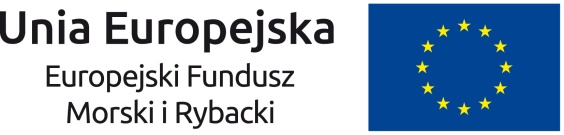 Unia Europejska
Europejski Fundusz
Morski i Rybacki